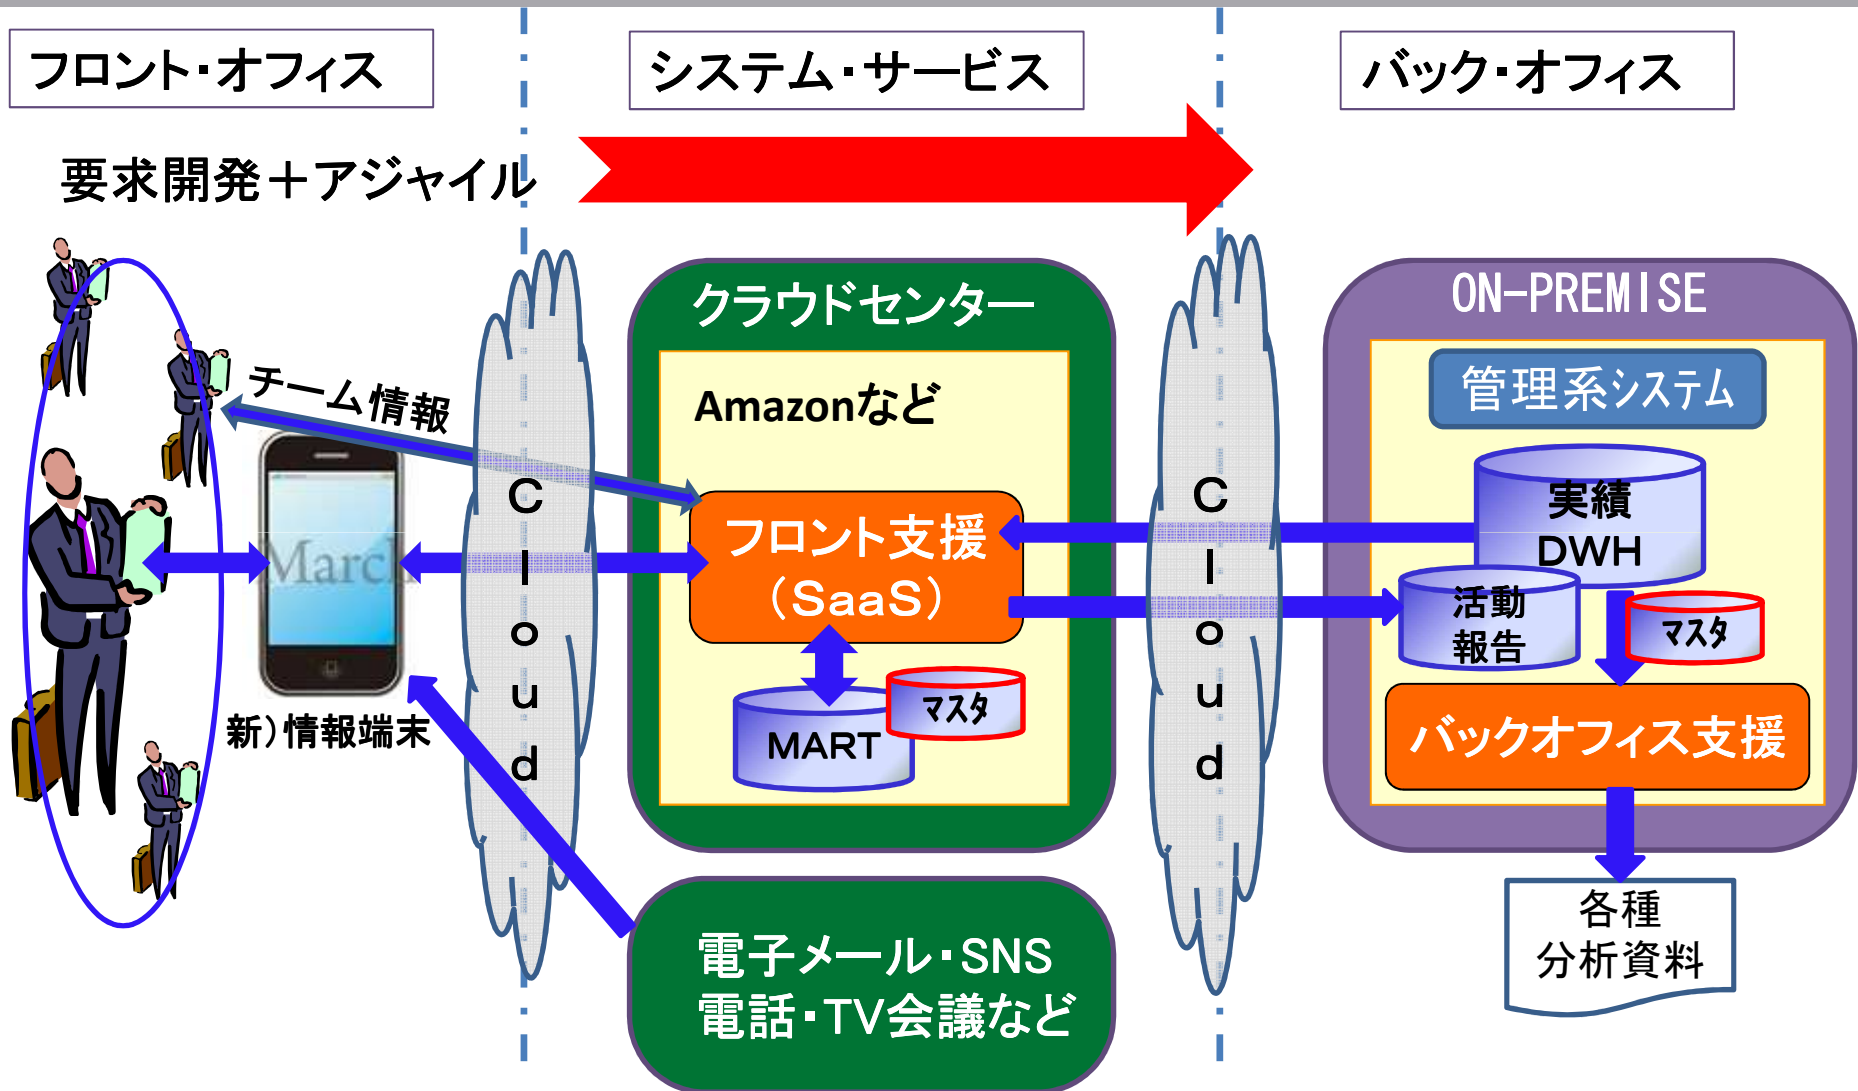 フロント・オフィス
システム・サービス
バック・オフィス
要求開発＋アジャイル
チーム情報
March
新）情報端末
Cloud
クラウドセンター
Amazonなど
フロント支援
（SaaS）
MART
マスタ
電子メール・SNS
電話・TV会議など
Cloud
ON-PREMISE
管理系システム
実績
DWH
活動
報告
マスタ
バックオフィス支援
各種
分析資料